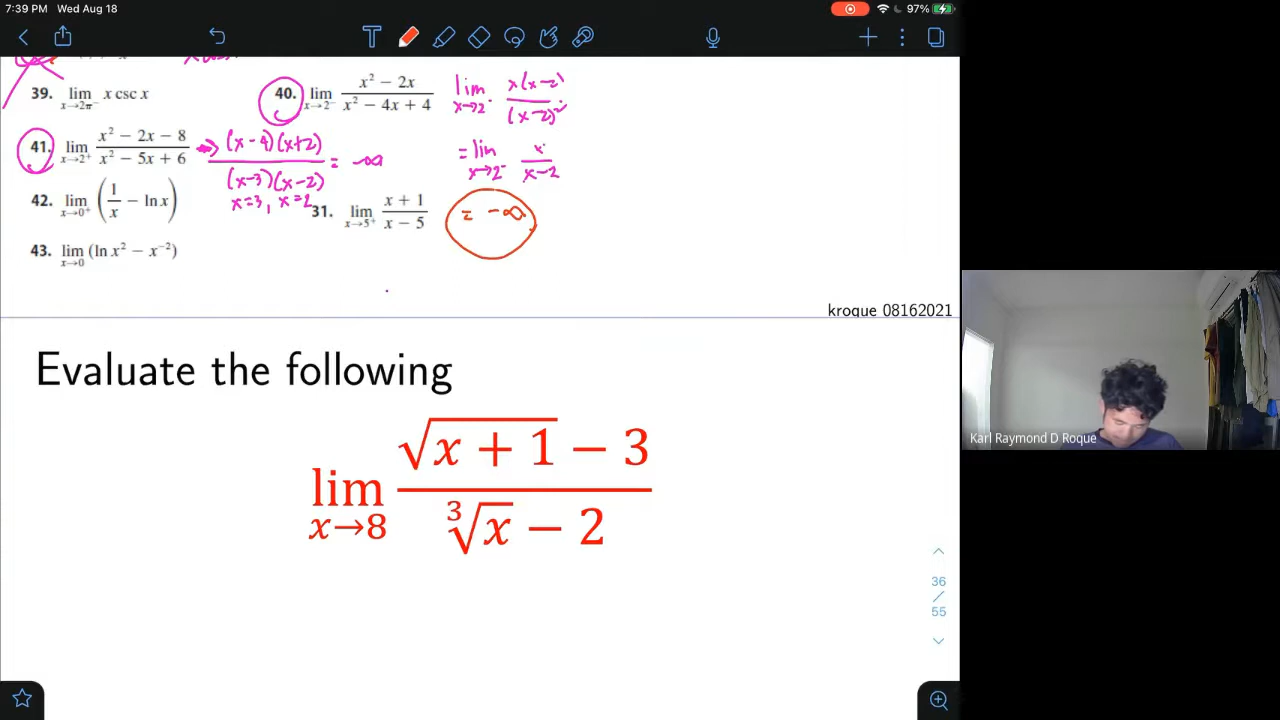 7:39 PM Wed Aug 18
97%
39. lim x→2π⁻ x csc x
40. lim x→2⁻ (x² − 2x)/(x² − 4x + 4)
lim x→2⁻ x(x−2)/(x−2)²
41. lim x→2⁺ (x² − 2x − 8)/(x² − 5x + 6) → (x−4)(x+2)/(x−3)(x−2) = −∞
x=3, x=2
= lim x→2⁻ x/(x−2)
= −∞
42. lim x→0⁺ (1/x − ln x)
31. lim x→5⁺ (x + 1)/(x − 5)
43. lim x→0 (ln x² − x⁻²)
kroque 08162021
Evaluate the following
lim x→8 (√(x + 1) − 3)/(∛x − 2)
Karl Raymond D Roque
36
/
55